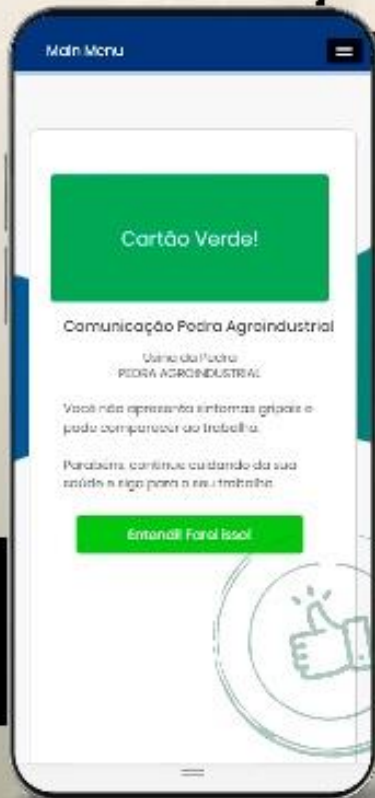 Main Menu
Cartão Verde!
Comunicação Pedra Agroindustrial
Usina da Pedra
PEDRA AGROINDUSTRIAL
Você não apresenta sintomas gripais e
pode comparecer ao trabalho.
Parabéns, continue cuidando da sua
saúde e siga para o seu trabalho.
Entendi! Farei isso!